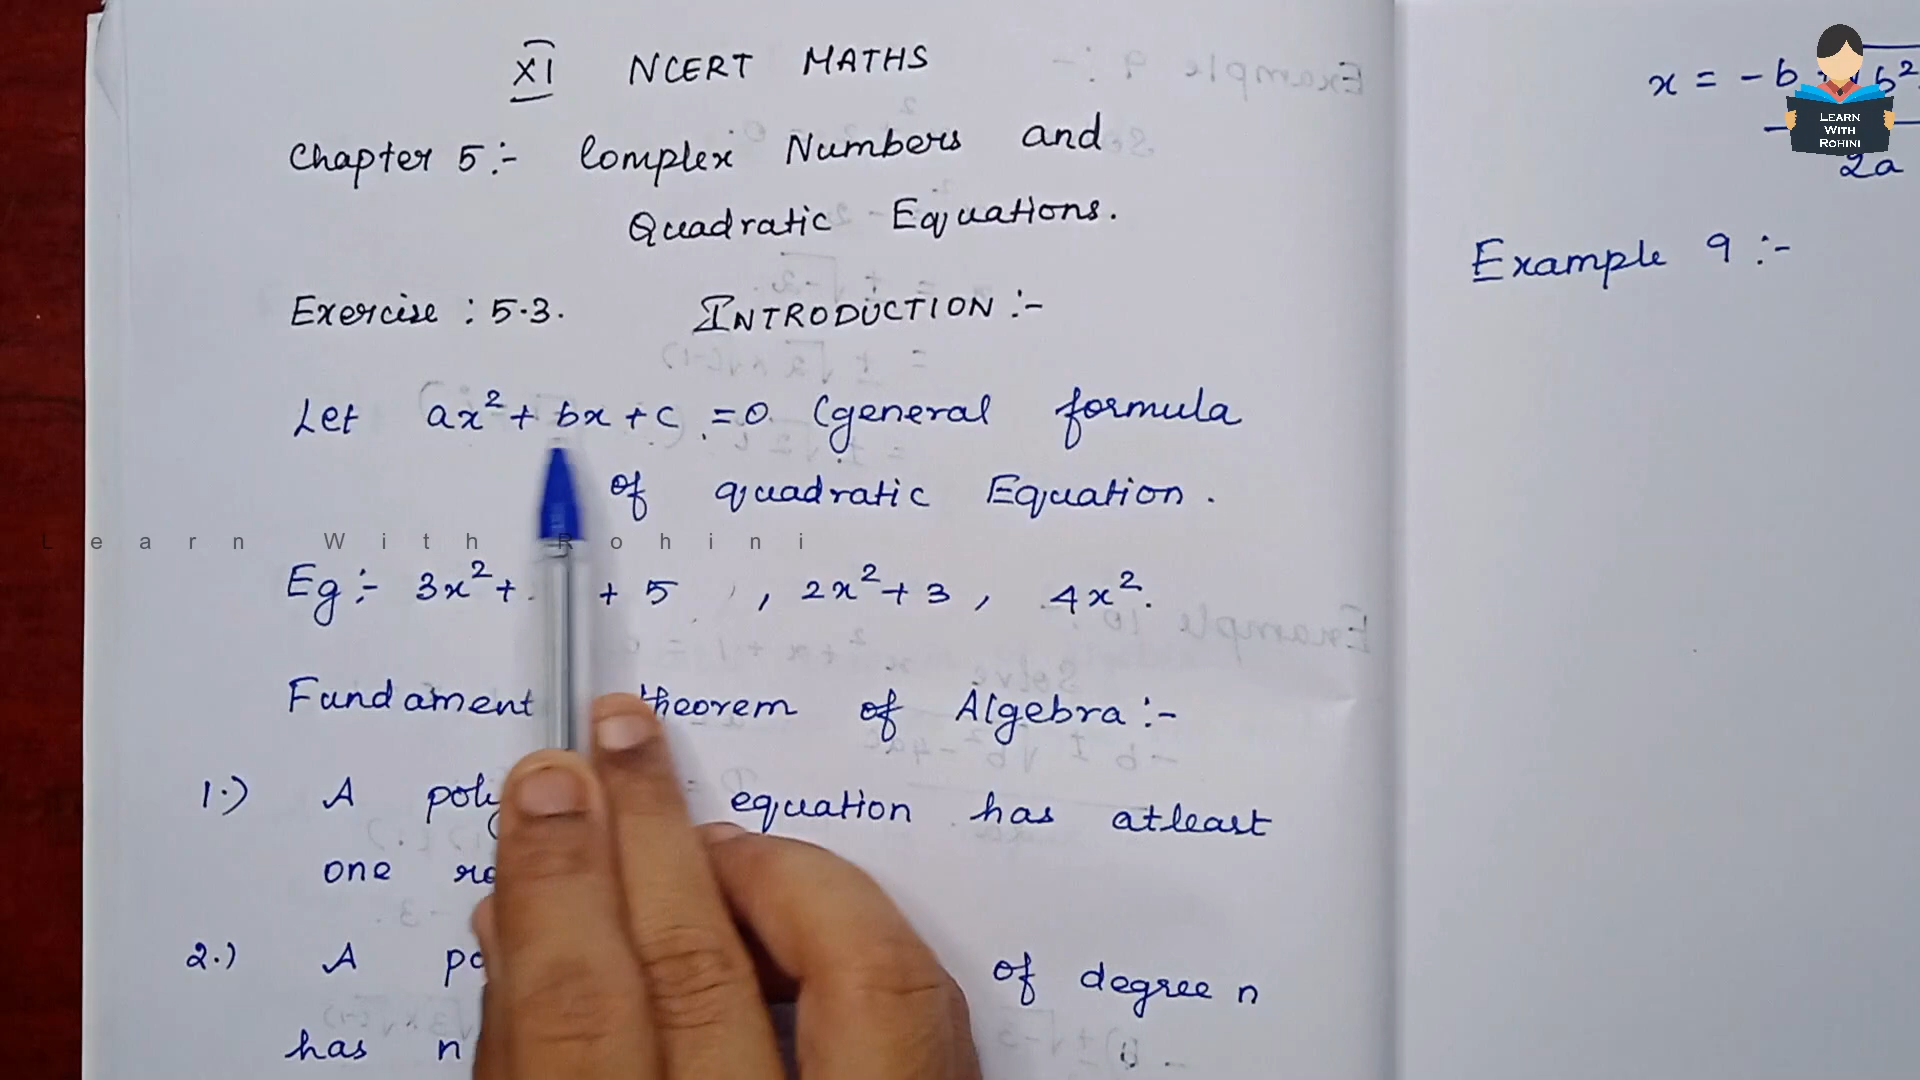 XI NCERT MATHS
Chapter 5:- Complex Numbers and
Quadratic Equations.
Exercise : 5.3. INTRODUCTION :-
Let ax² + bx + c = 0 (general formula
of quadratic Equation.
Eg :- 3x² + + 5 , 2x² + 3 , 4x².
Fundament theorem of Algebra :-
1.) A equation has atleast
one
2.) A of degree n
has n
x = -b b²
2a
Example 9 :-
LEARN
WITH
ROHINI
Learn With Rohini